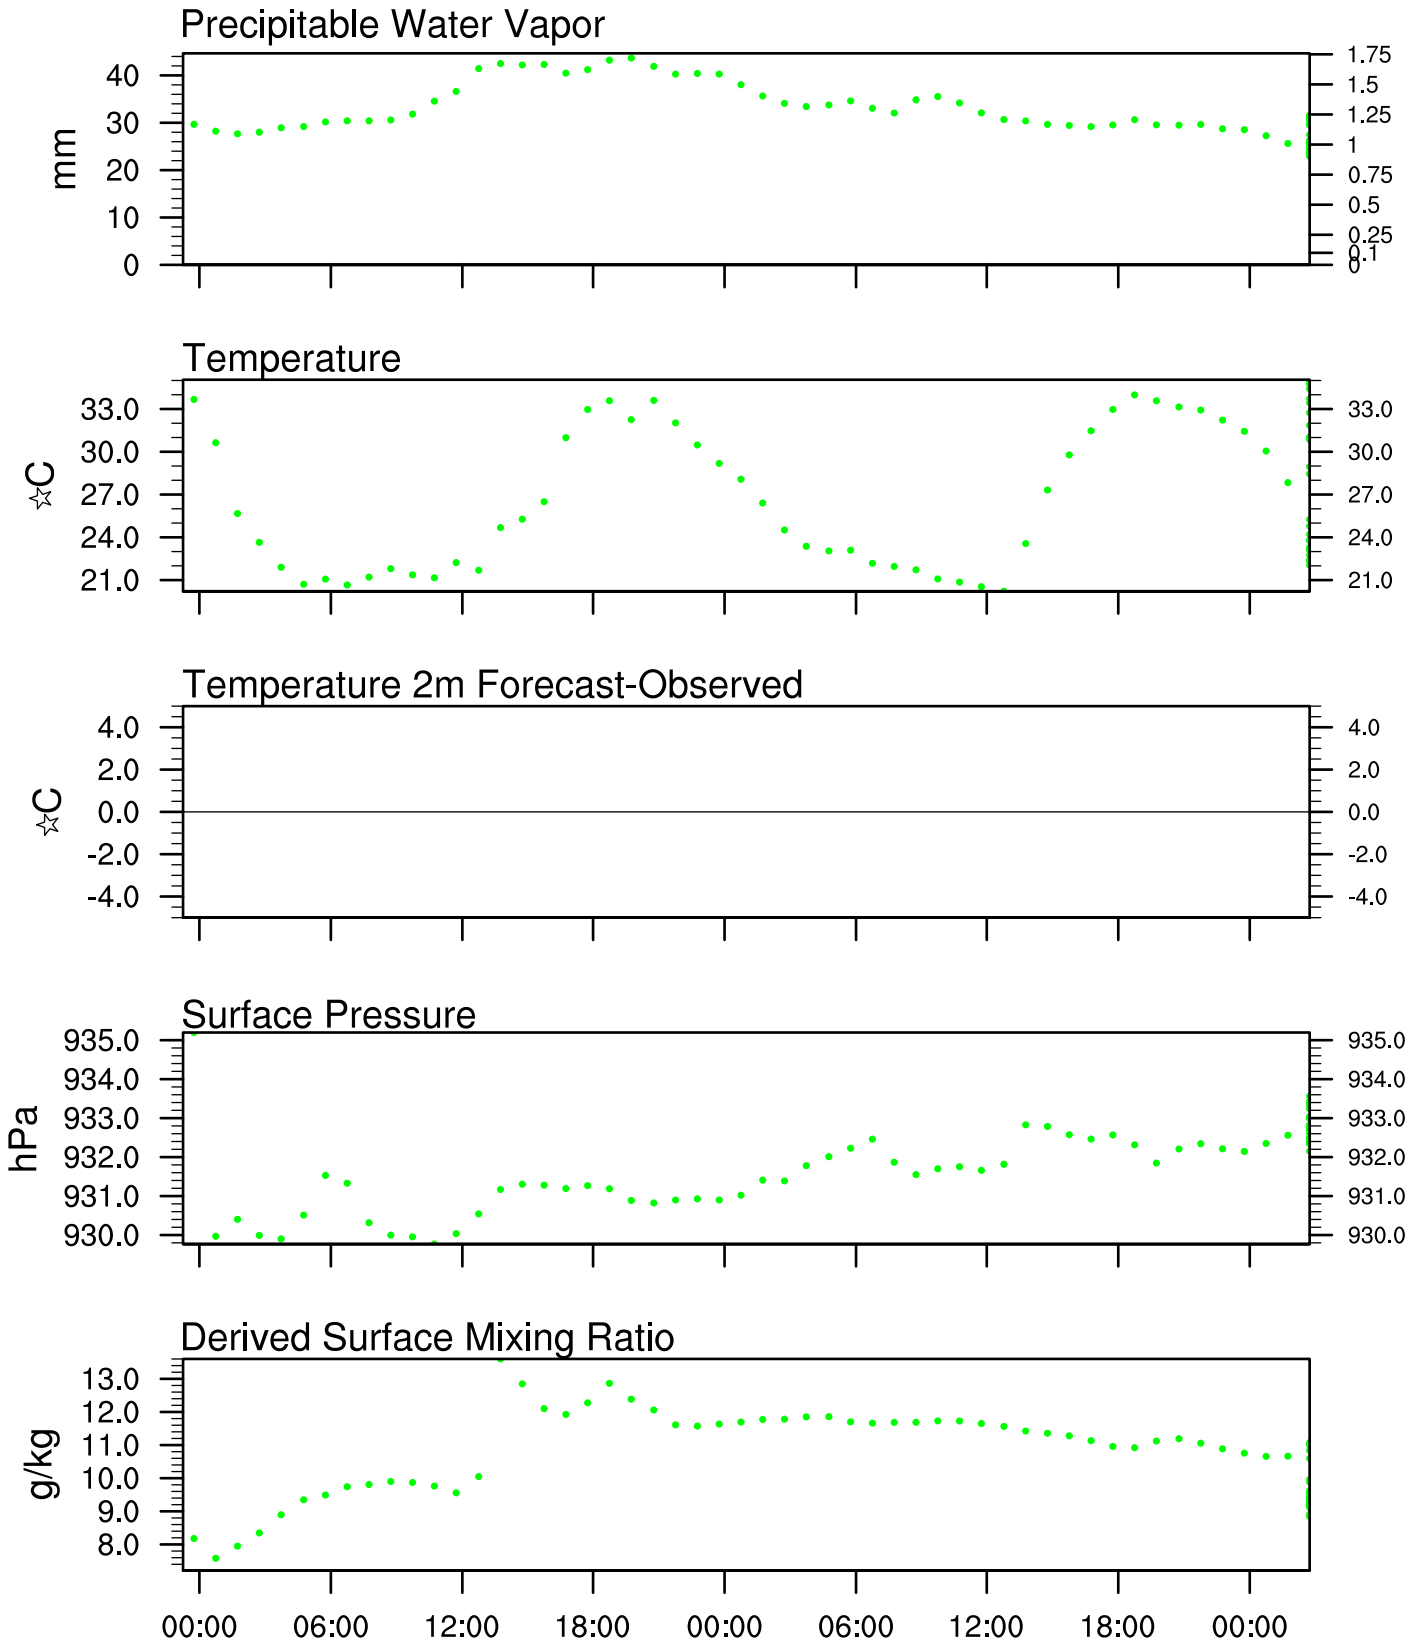 Precipitable Water Vapor
40 1.75
30 1.5
20 1.25
10 1
0 0.75
mm 0.5
0.25
0.1
0
Temperature
33.0 33.0
30.0 30.0
27.0 27.0
24.0 24.0
21.0 21.0
☆C
Temperature 2m Forecast-Observed
4.0 4.0
2.0 2.0
0.0 0.0
-2.0 -2.0
-4.0 -4.0
☆C
Surface Pressure
935.0 935.0
934.0 934.0
933.0 933.0
932.0 932.0
931.0 931.0
930.0 930.0
hPa
Derived Surface Mixing Ratio
13.0
12.0
11.0
10.0
9.0
8.0
g/kg
00:00 06:00 12:00 18:00 00:00 06:00 12:00 18:00 00:00